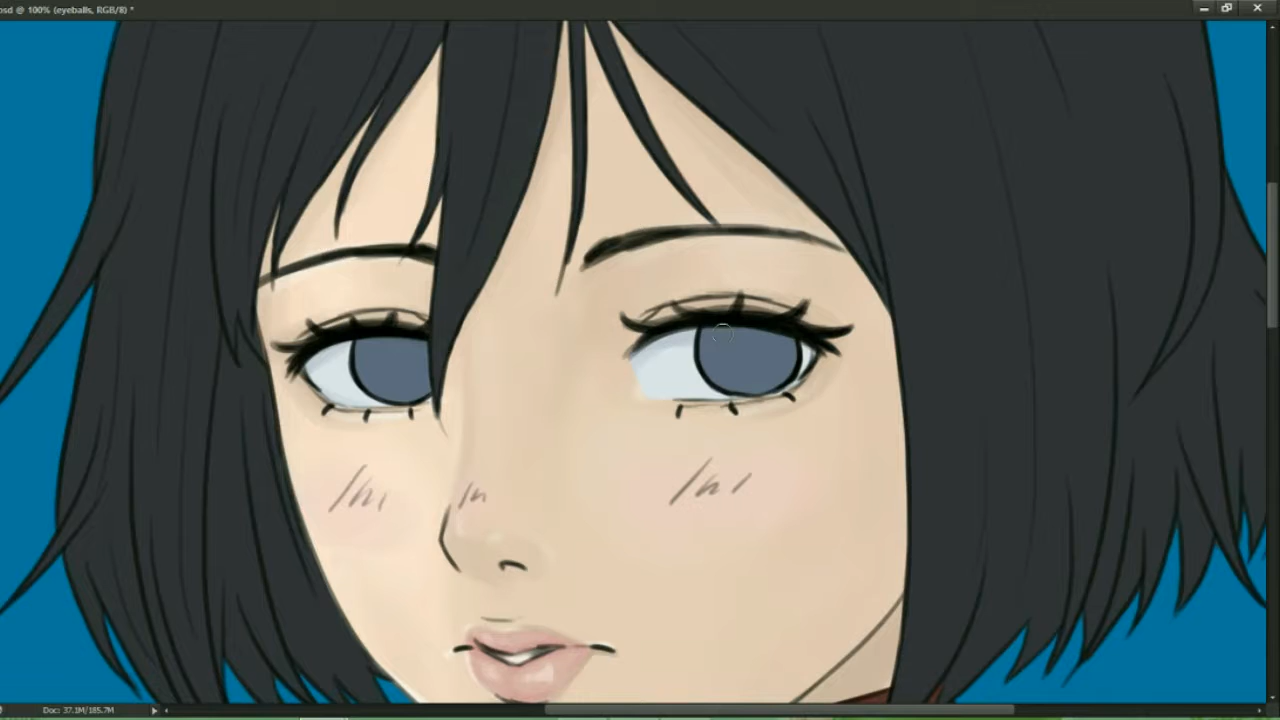 psd @ 100% (eyeballs, RGB/8) *
Doc: 37.1M/185.7M